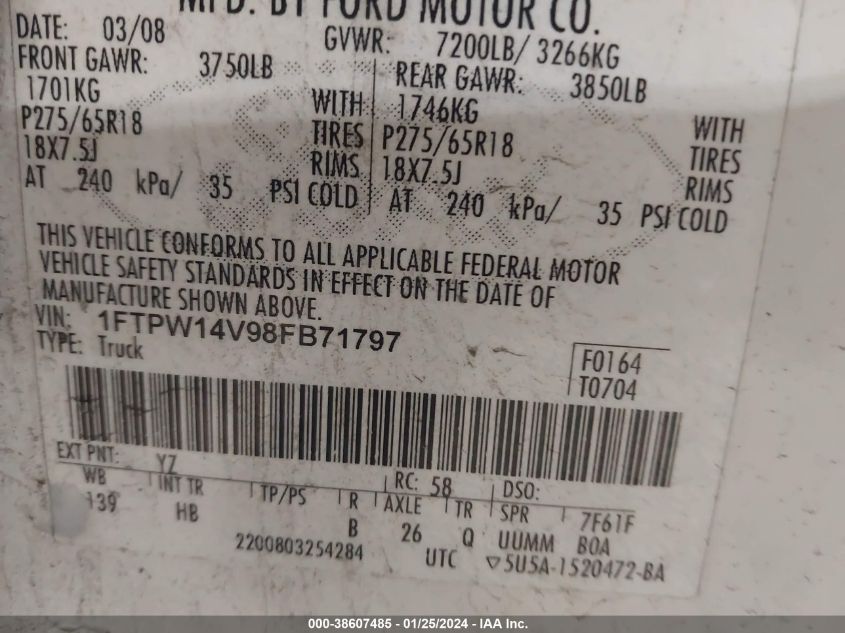 MFD. BY FORD MOTOR CO.
DATE: 03/08 GVWR: 7200LB/ 3266KG
FRONT GAWR: 3750LB REAR GAWR: 3850LB
1701KG WITH 1746KG WITH
P275/65R18 TIRES P275/65R18 TIRES
18X7.5J RIMS 18X7.5J RIMS
AT 240 kPa/ 35 PSI COLD AT 240 kPa/ 35 PSI COLD
THIS VEHICLE CONFORMS TO ALL APPLICABLE FEDERAL MOTOR
VEHICLE SAFETY STANDARDS IN EFFECT ON THE DATE OF
MANUFACTURE SHOWN ABOVE.
VIN: 1FTPW14V98FB71797
TYPE: Truck
F0164
T0704
EXT PNT: YZ RC: 58 DSO:
WB INT TR TP/PS R AXLE TR SPR 7F61F
139 HB B 26 Q UUMM BOA
2200803254284 UTC ▽5U5A-1520472-BA
000-38607485 - 01/25/2024 - IAA Inc.